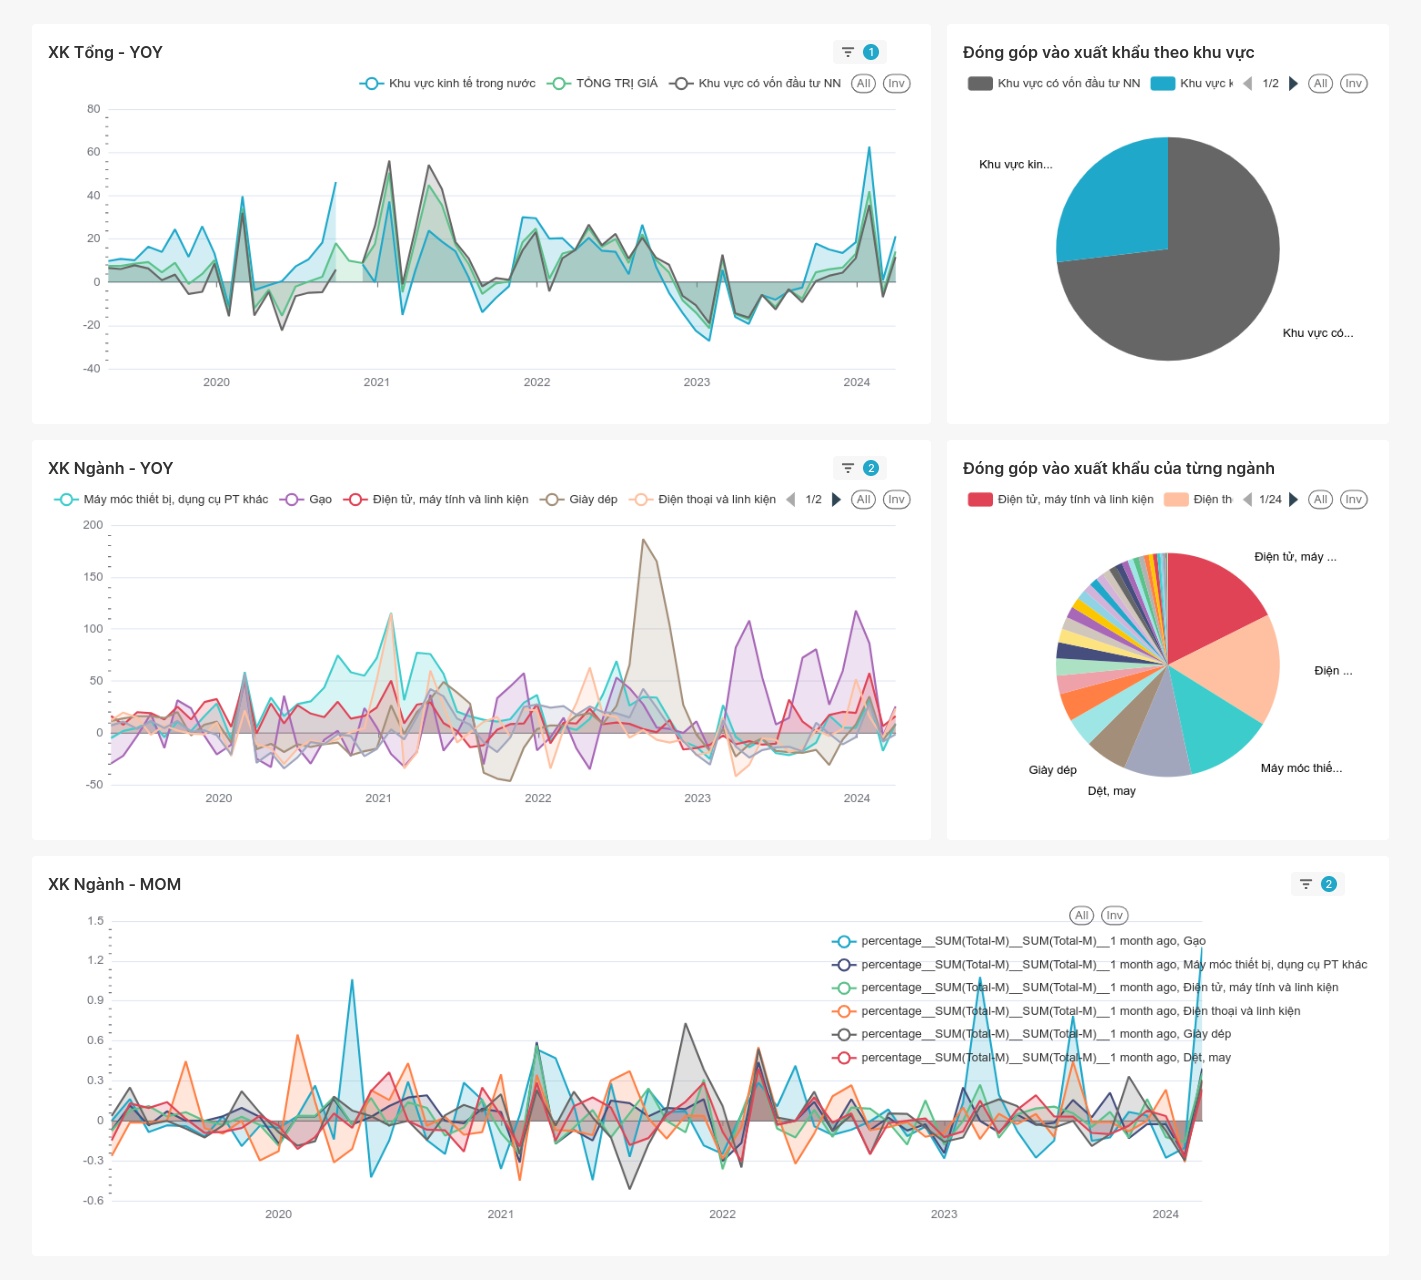 XK Tổng - YOY
1
Khu vực kinh tế trong nước
TỔNG TRỊ GIÁ
Khu vực có vốn đầu tư NN
All
Inv
80
60
40
20
0
-20
-40
2020
2021
2022
2023
2024
Đóng góp vào xuất khẩu theo khu vực
Khu vực có vốn đầu tư NN
Khu vực k
1/2
All
Inv
Khu vực kin...
Khu vực có...
XK Ngành - YOY
2
Máy móc thiết bị, dụng cụ PT khác
Gạo
Điện tử, máy tính và linh kiện
Giày dép
Điện thoại và linh kiện
1/2
All
Inv
200
150
100
50
0
-50
2020
2021
2022
2023
2024
Đóng góp vào xuất khẩu của từng ngành
Điện tử, máy tính và linh kiện
Điện th
1/24
All
Inv
Điện tử, máy ...
Điện ...
Máy móc thiế...
Giày dép
Dệt, may
XK Ngành - MOM
2
All
Inv
percentage__SUM(Total-M)__SUM(Total-M)__1 month ago, Gạo
percentage__SUM(Total-M)__SUM(Total-M)__1 month ago, Máy móc thiết bị, dụng cụ PT khác
percentage__SUM(Total-M)__SUM(Total-M)__1 month ago, Điện tử, máy tính và linh kiện
percentage__SUM(Total-M)__SUM(Total-M)__1 month ago, Điện thoại và linh kiện
percentage__SUM(Total-M)__SUM(Total-M)__1 month ago, Giày dép
percentage__SUM(Total-M)__SUM(Total-M)__1 month ago, Dệt, may
1.5
1.2
0.9
0.6
0.3
0
-0.3
-0.6
2020
2021
2022
2023
2024